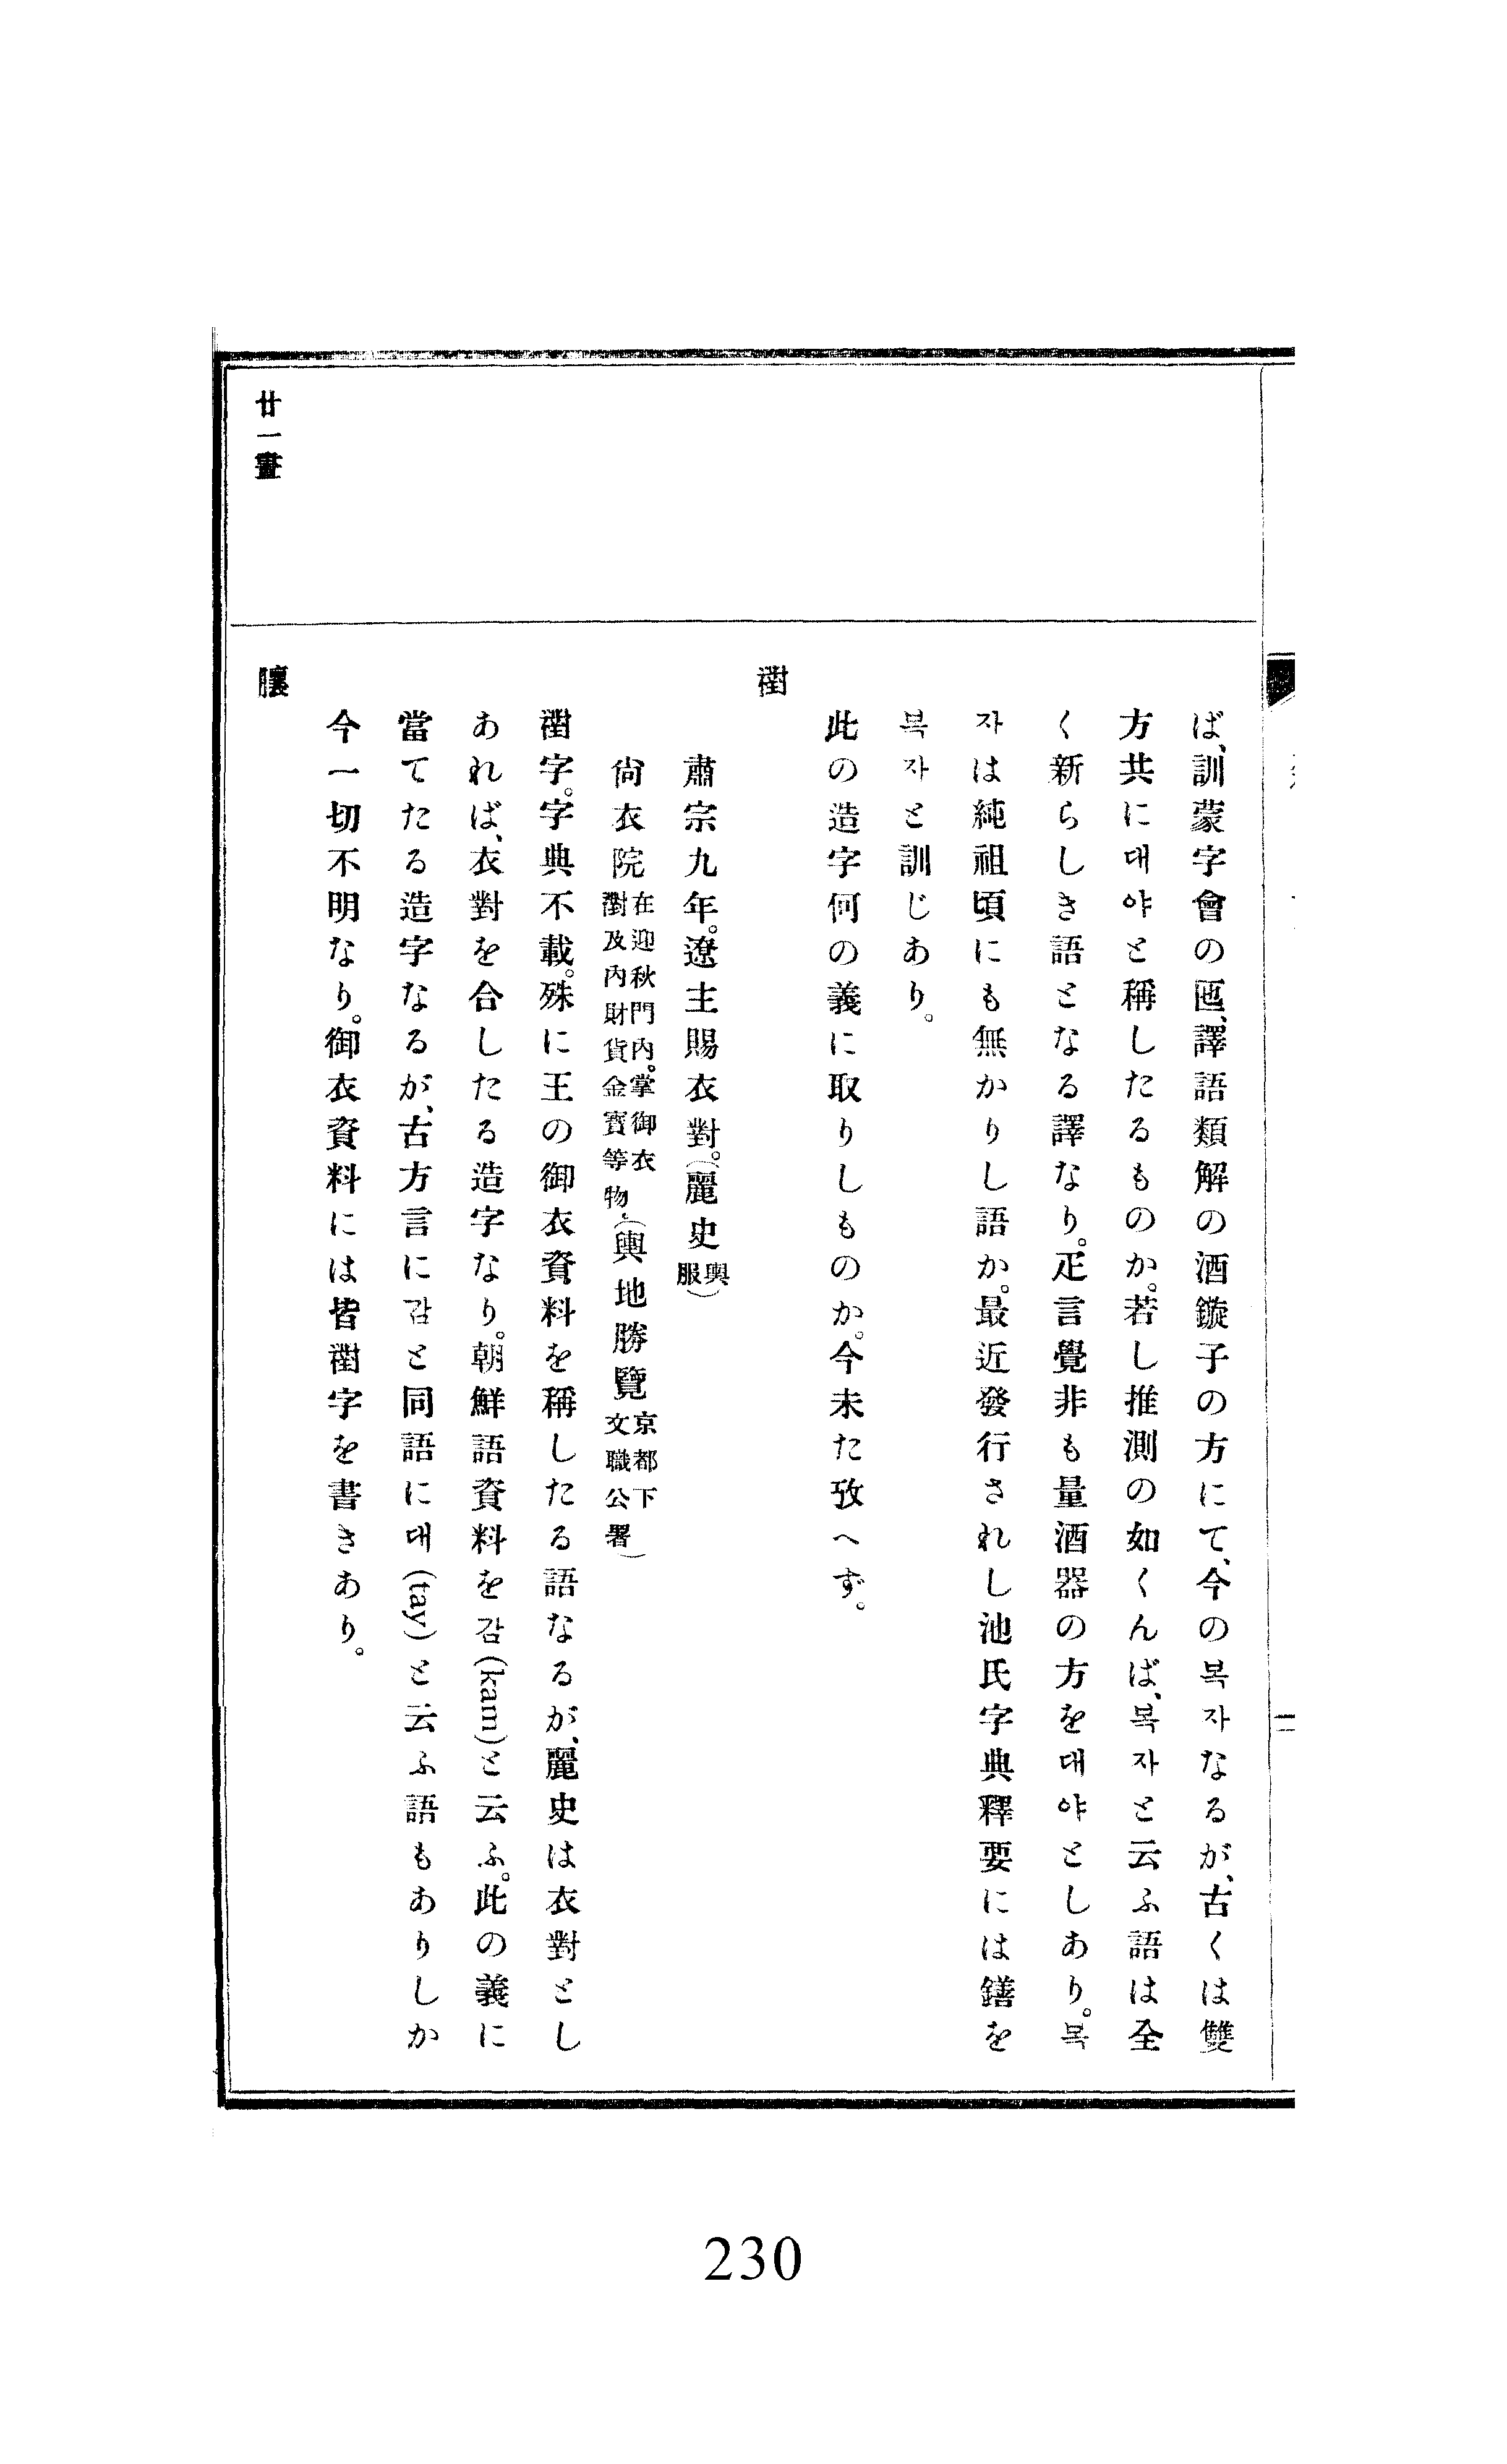 ば、訓蒙字會の匜、譯語類解の酒鏇子の方にて、今の복자なるが、古くは雙
方共に대야と稱したるものか。若し推測の如くんば、복자と云ふ語は全
く新らしき語となる譯なり。疋言覺非も量酒器の方を대야としあり。복
자は純祖頃にも無かりし語か。最近發行されし池氏字典釋要には鐥を
복자と訓じあり。
此の造字何の義に取りしものか。今未た攷へず。
襨
肅宗九年。遼主賜衣對。(麗史輿服)
尙衣院在迎秋門內。掌御衣襨及內財貨金寶等物、(輿地勝覽京都下文職公署)
襨字。字典不載。殊に王の御衣資料を稱したる語なるが、麗史は衣對とし
あれば、衣對を合したる造字なり。朝鮮語資料を감(kam)と云ふ。此の義に
當てたる造字なるが、古方言に감と同語に대(tay)と云ふ語もありしか
今一切不明なり。御衣資料には皆襨字を書きあり。
廿一畫
230